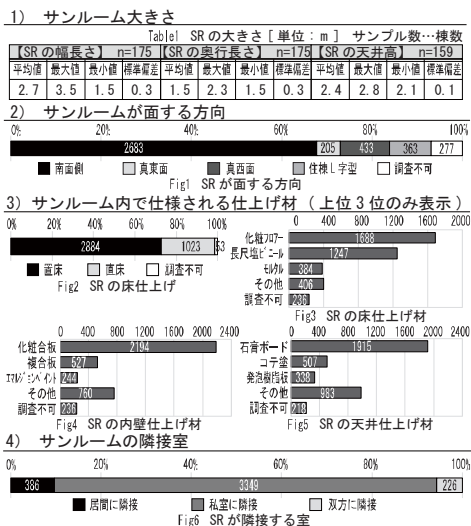 1） サンルーム大きさ
Table1 SRの大きさ［単位：m］ サンプル数…棟数
【SRの幅長さ】 n=175 【SRの奥行長さ】 n=175 【SRの天井高】 n=159
平均値 最大値 最小値 標準偏差 平均値 最大値 最小値 標準偏差 平均値 最大値 最小値 標準偏差
2.7 3.5 1.5 0.3 1.5 2.3 1.5 0.3 2.4 2.8 2.1 0.1
2） サンルームが面する方向
0% 20% 40% 60% 80% 100%
2683 205 433 363 277
南面側 真東面 真西面 住棟L字型 調査不可
Fig1 SRが面する方向
3）サンルーム内で仕様される仕上げ材（上位3位のみ表示）
0% 20% 40% 60% 80% 100%
2884 1023 53
置床 直床 調査不可
Fig2 SRの床仕上げ
0 400 800 1200 1600 2000
化粧フロアー 1688
長尺塩ビニール 1247
モルタル 384
その他 406
調査不可 236
Fig3 SRの床仕上げ材
0 400 800 1200 1600 2000 2400
化粧合板 2194
複合板 527
エマルジョンペイント 244
その他 760
調査不可 236
Fig4 SRの内壁仕上げ材
0 400 800 1200 1600 2000 2400
石膏ボード 1915
コテ塗 507
発泡樹脂板 338
その他 983
調査不可 218
Fig5 SRの天井仕上げ材
4） サンルームの隣接室
0% 20% 40% 60% 80% 100%
386 3349 226
居間に隣接 私室に隣接 双方に隣接
Fig6 SRが隣接する室